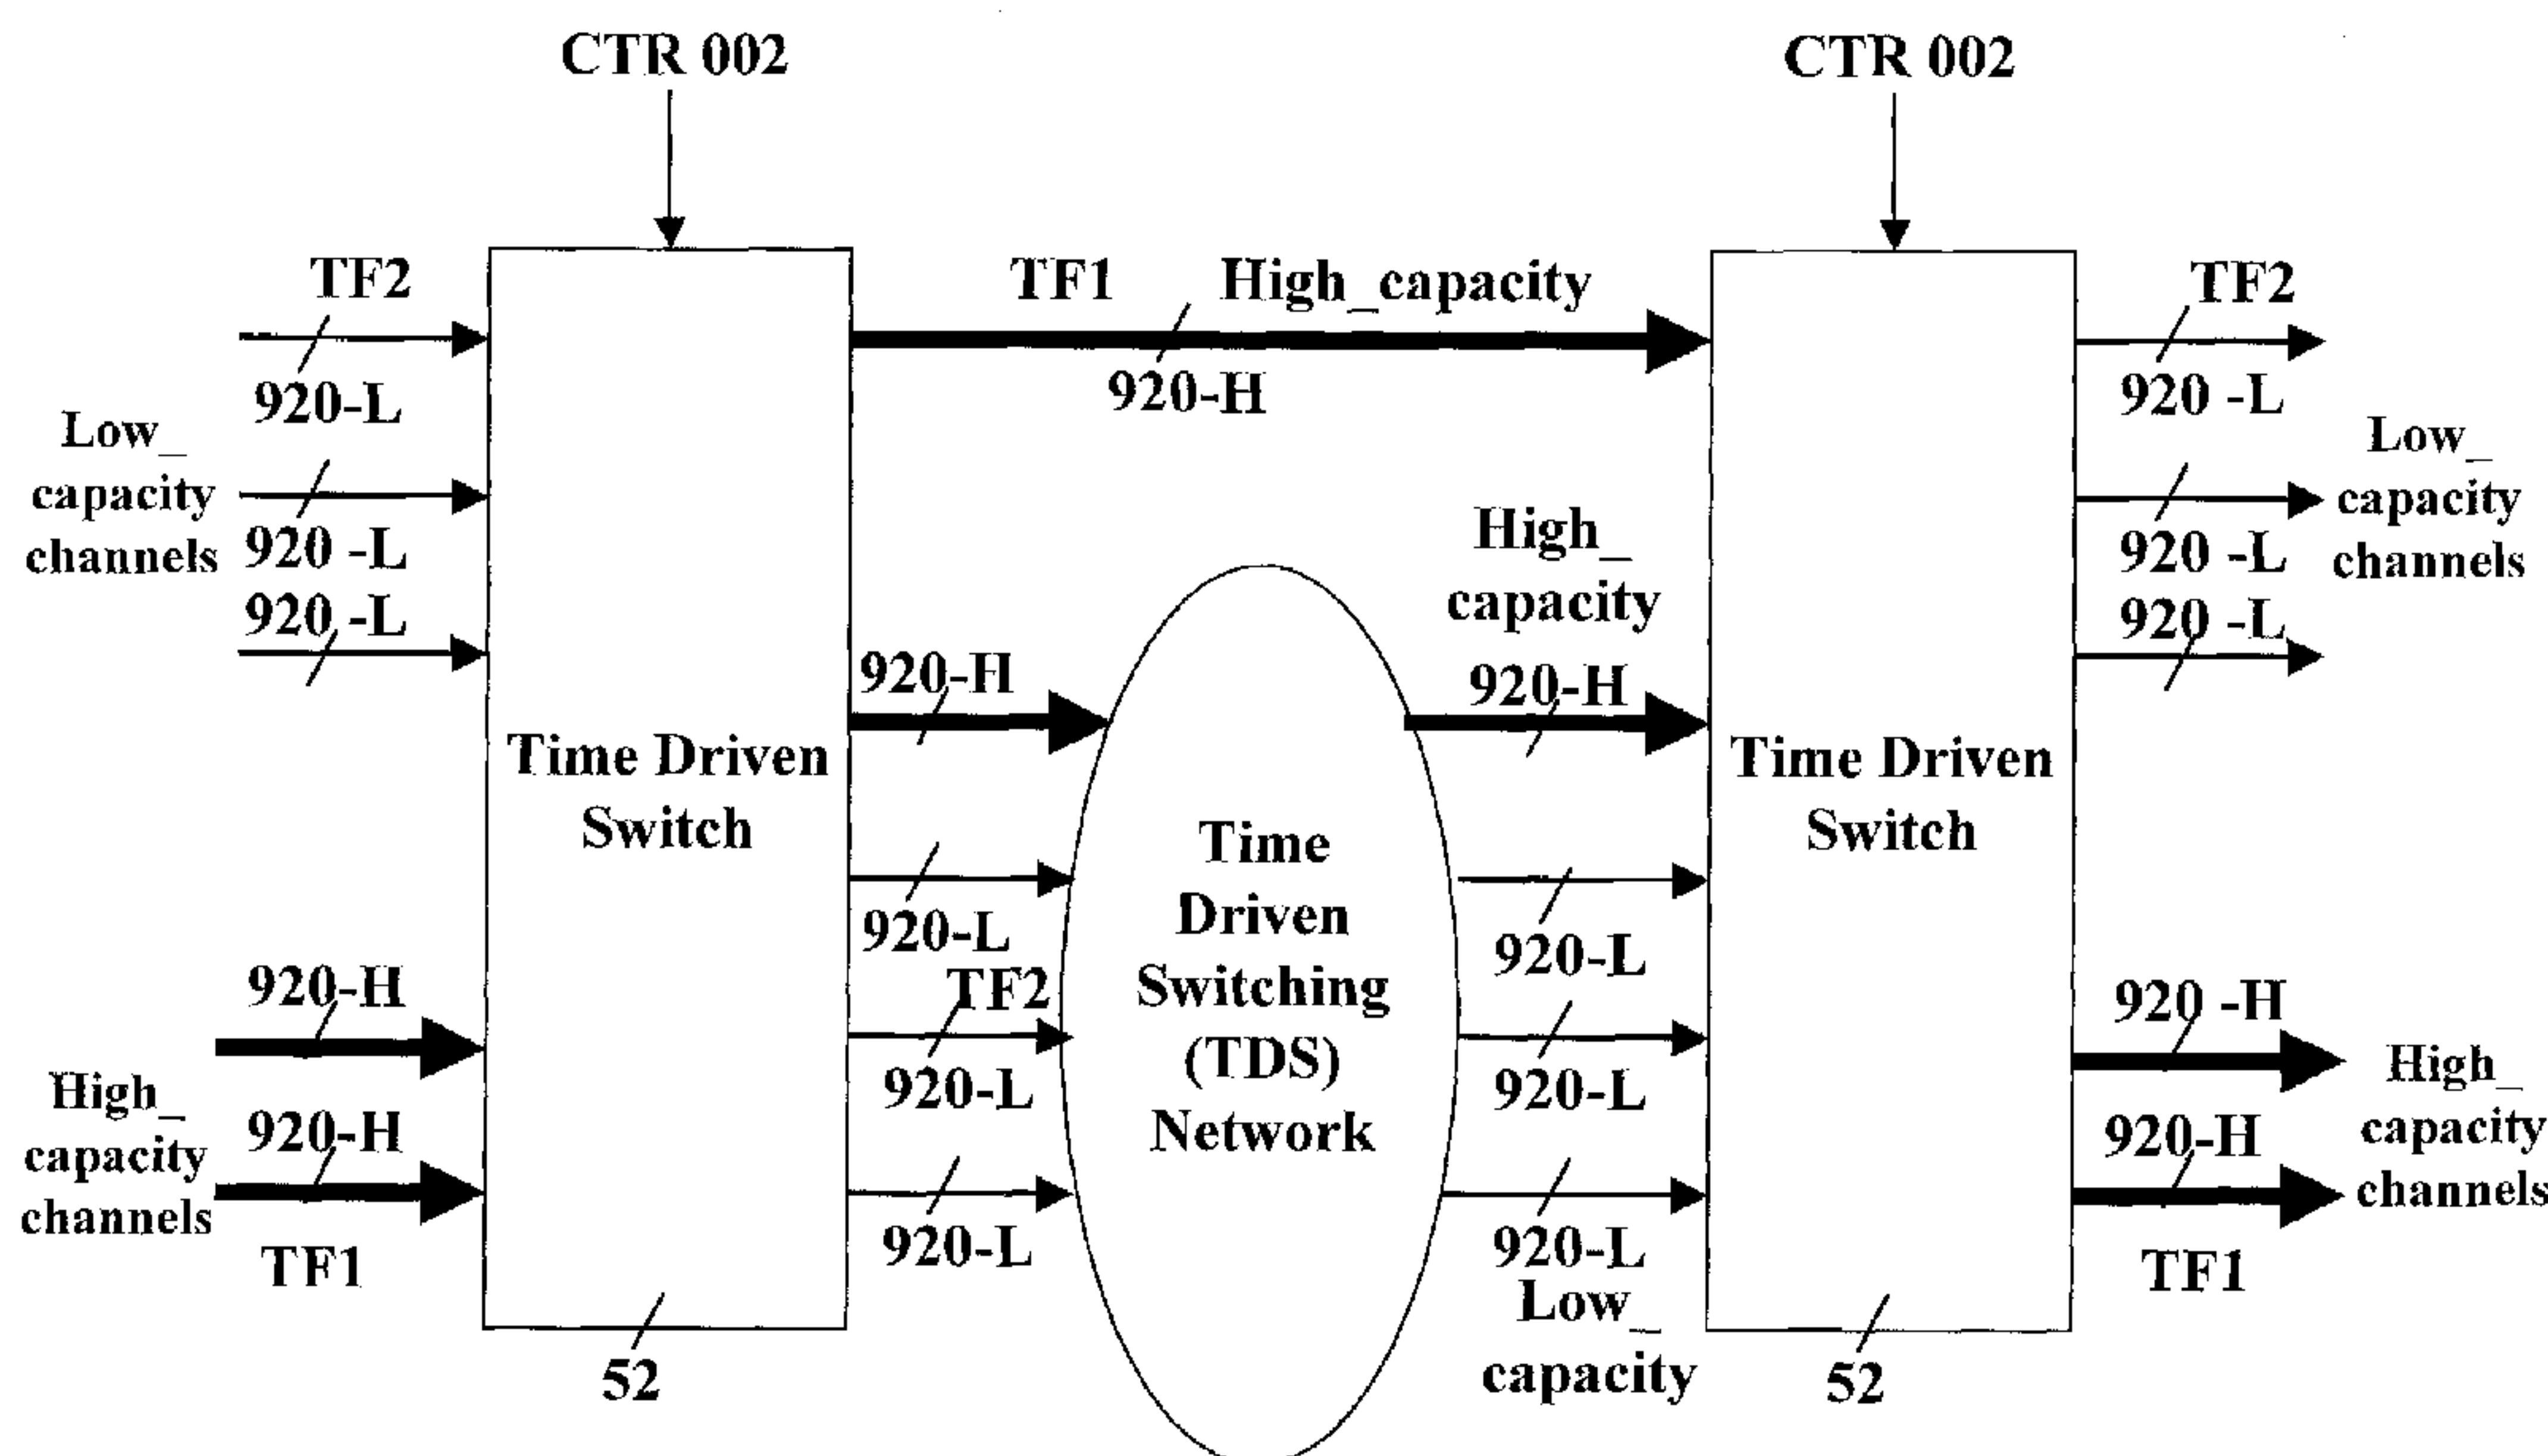 CTR 002
CTR 002
TF2
920-L
Low_
capacity
channels
920 -L
920 -L
920-H
High_
capacity
channels
920-H
TF1
Time Driven
Switch
52
TF1 High_capacity
920-H
920-H
920-L
TF2
920-L
920-L
Time
Driven
Switching
(TDS)
Network
High_
capacity
920-H
920-L
920-L
920-L
Low_
capacity
Time Driven
Switch
52
TF2
920 -L
Low_
capacity
channels
920 -L
920 -L
920 -H
High_
capacity
channels
920-H
TF1